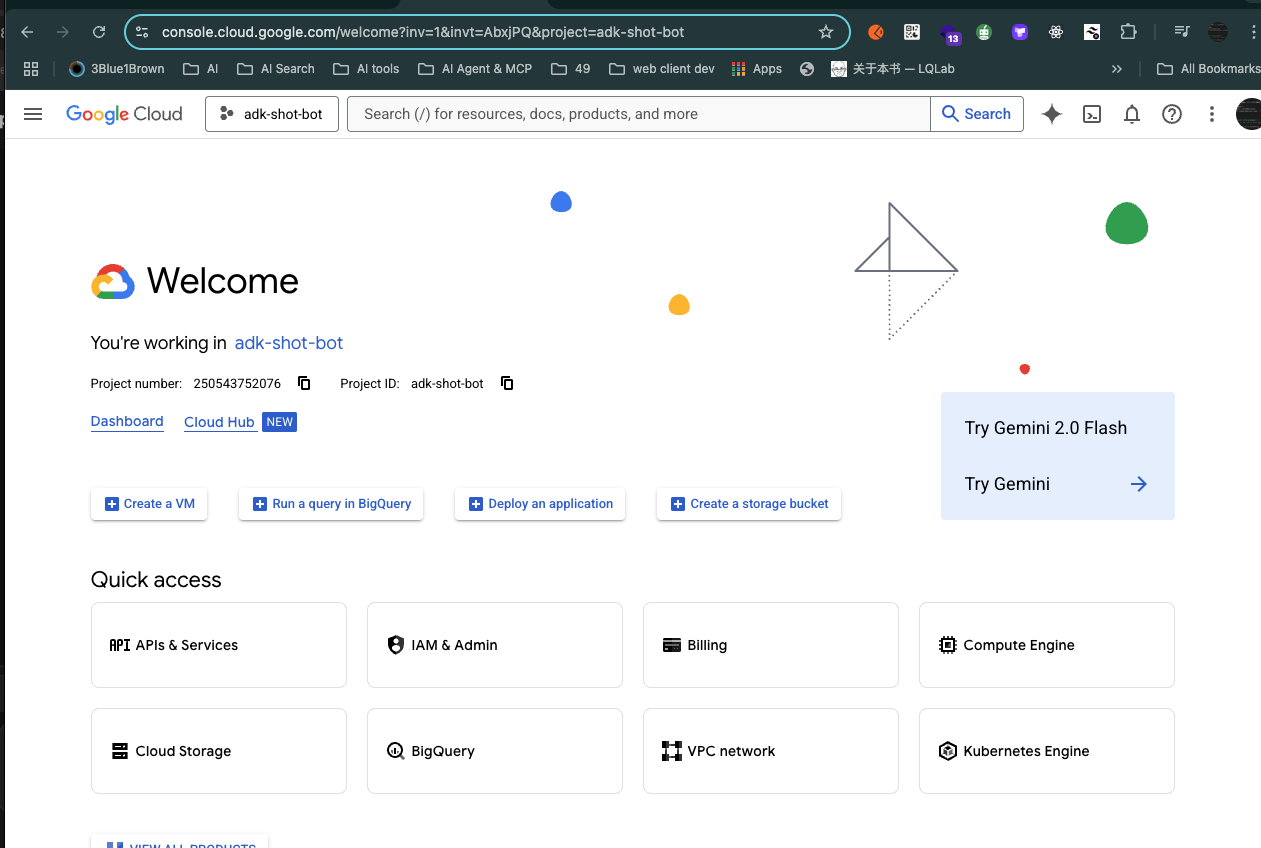 console.cloud.google.com/welcome?inv=1&invt=AbxjPQ&project=adk-shot-bot
13
3Blue1Brown AI AI Search AI tools AI Agent & MCP 49 web client dev Apps 关于本书 — LQLab » All Bookmarks
Google Cloud adk-shot-bot Search (/) for resources, docs, products, and more Search
Welcome
You're working in adk-shot-bot
Project number: 250543752076 Project ID: adk-shot-bot
Dashboard Cloud Hub NEW
Try Gemini 2.0 Flash
Try Gemini
Create a VM Run a query in BigQuery Deploy an application Create a storage bucket
Quick access
API APIs & Services IAM & Admin Billing Compute Engine
Cloud Storage BigQuery VPC network Kubernetes Engine
VIEW ALL PRODUCTS